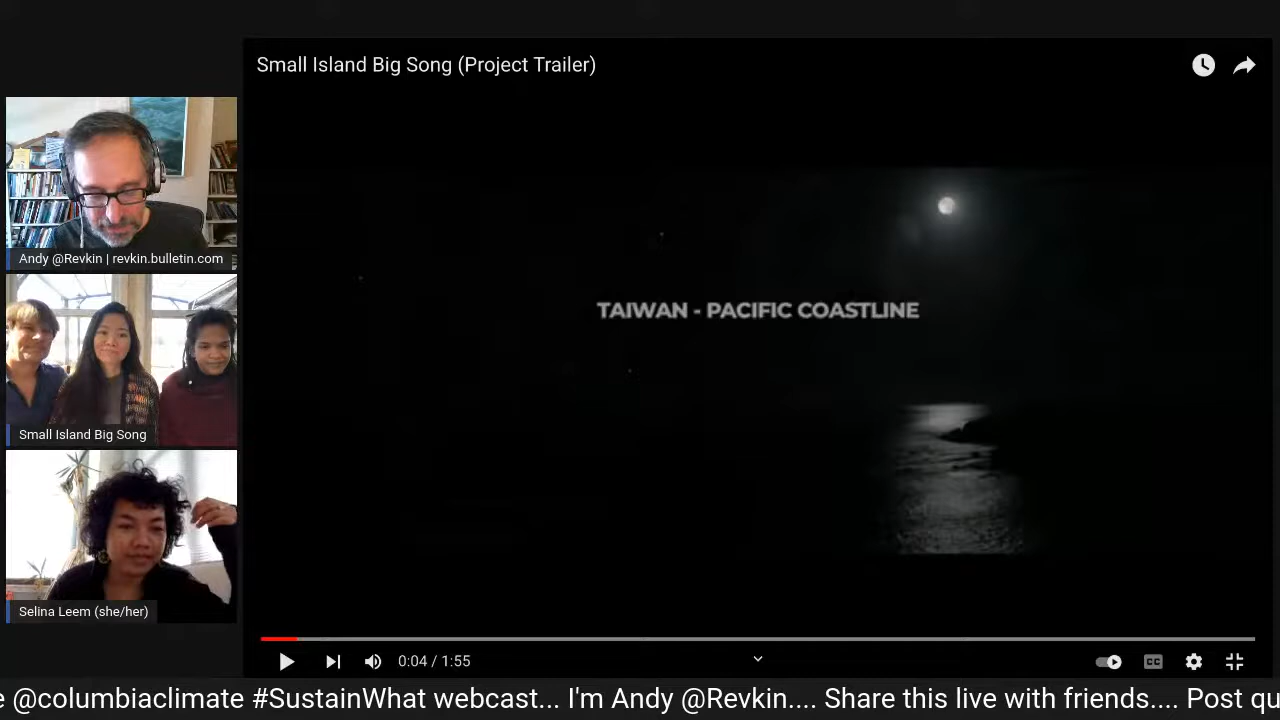 Small Island Big Song (Project Trailer)
Andy @Revkin | revkin.bulletin.com
TAIWAN - PACIFIC COASTLINE
Small Island Big Song
Selina Leem (she/her)
0:04 / 1:55
CC
e @columbiaclimate #SustainWhat webcast... I'm Andy @Revkin.... Share this live with friends.... Post qu